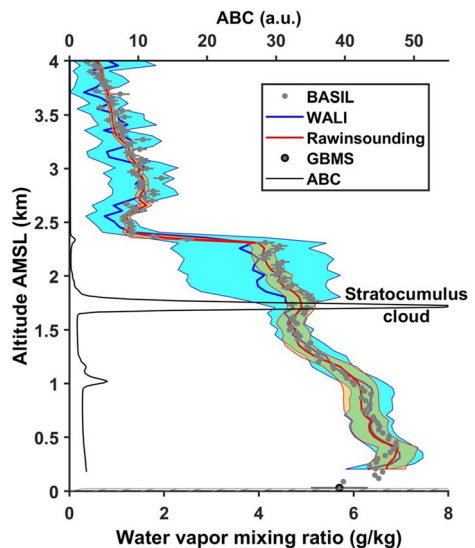 ABC (a.u.)
0 10 20 30 40 50
4
3.5
3
2.5
2
1.5
1
0.5
0
Altitude AMSL (km)
BASIL
WALI
Rawinsounding
GBMS
ABC
Stratocumulus
cloud
0 2 4 6 8
Water vapor mixing ratio (g/kg)